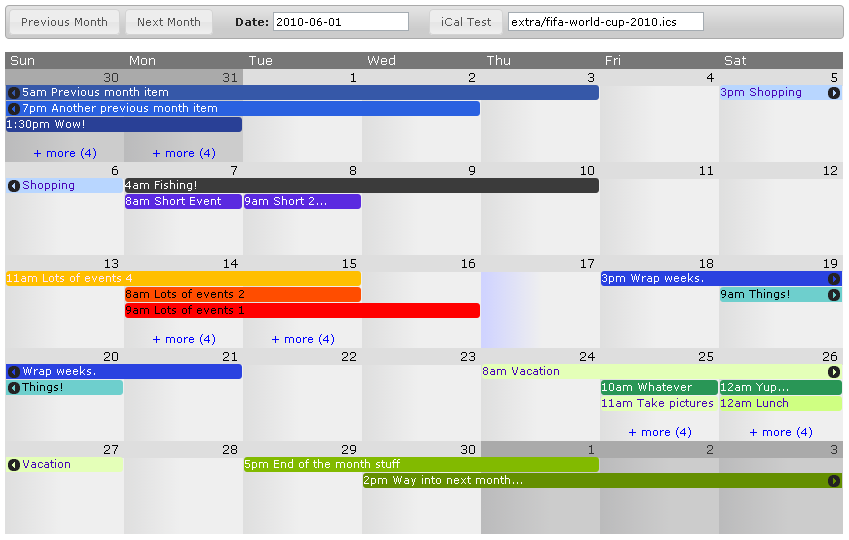 Previous Month Next Month Date: 2010-06-01 iCal Test extra/fifa-world-cup-2010.ics
Sun Mon Tue Wed Thu Fri Sat
30 31 1 2 3 4 5
5am Previous month item 3pm Shopping
7pm Another previous month item
1:30pm Wow!
+ more (4) + more (4)
6 7 8 9 10 11 12
Shopping 4am Fishing!
8am Short Event 9am Short 2...
13 14 15 16 17 18 19
11am Lots of events 4 3pm Wrap weeks.
8am Lots of events 2 9am Things!
9am Lots of events 1
+ more (4) + more (4)
20 21 22 23 24 25 26
Wrap weeks. 8am Vacation
Things! 10am Whatever 12am Yup...
11am Take pictures 12am Lunch
+ more (4) + more (4)
27 28 29 30 1 2 3
Vacation 5pm End of the month stuff
2pm Way into next month...